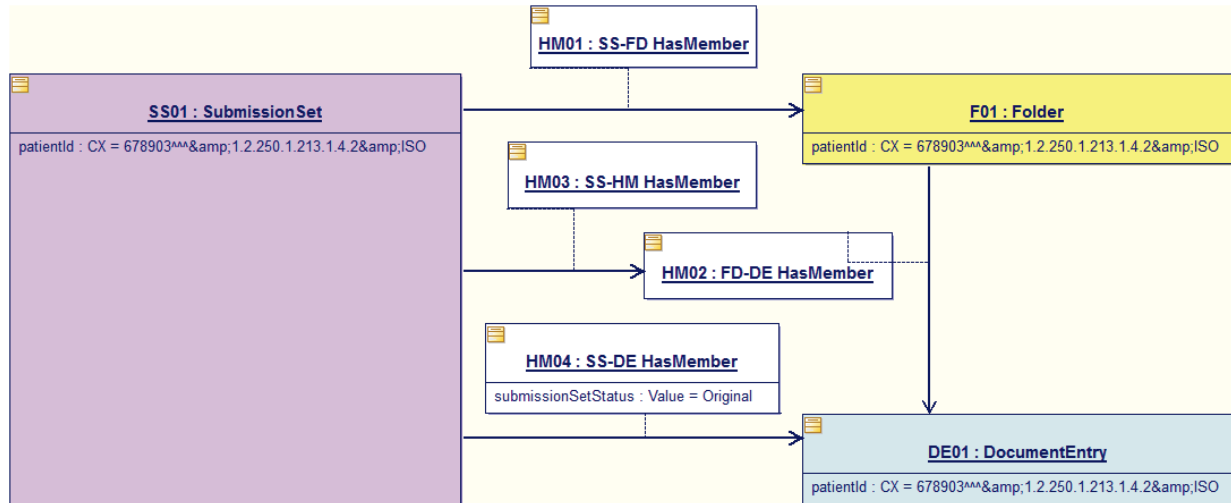 HM01 : SS-FD HasMember
SS01 : SubmissionSet
patientId : CX = 678903^^^&amp;1.2.250.1.213.1.4.2&amp;ISO
F01 : Folder
patientId : CX = 678903^^^&amp;1.2.250.1.213.1.4.2&amp;ISO
HM03 : SS-HM HasMember
HM02 : FD-DE HasMember
HM04 : SS-DE HasMember
submissionSetStatus : Value = Original
DE01 : DocumentEntry
patientId : CX = 678903^^^&amp;1.2.250.1.213.1.4.2&amp;ISO